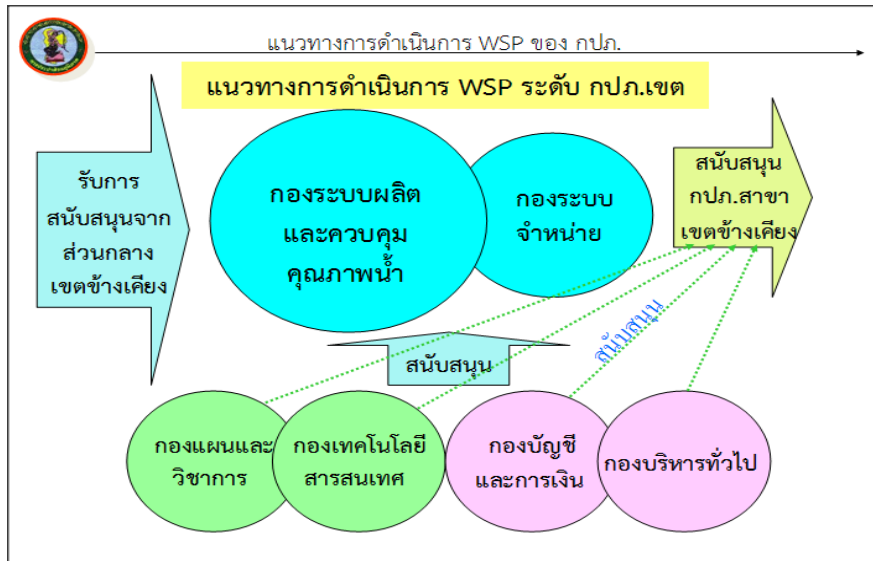 แนวทางการดำเนินการ WSP ของ กปภ.
แนวทางการดำเนินการ WSP ระดับ กปภ.เขต
รับการ
สนับสนุนจาก
ส่วนกลาง
เขตข้างเคียง
กองระบบผลิต
และควบคุม
คุณภาพน้ำ
กองระบบ
จำหน่าย
สนับสนุน
กปภ.สาขา
เขตข้างเคียง
สนับสนุน
สนับสนุน
กองแผนและ
วิชาการ
กองเทคโนโลยี
สารสนเทศ
กองบัญชี
และการเงิน
กองบริหารทั่วไป